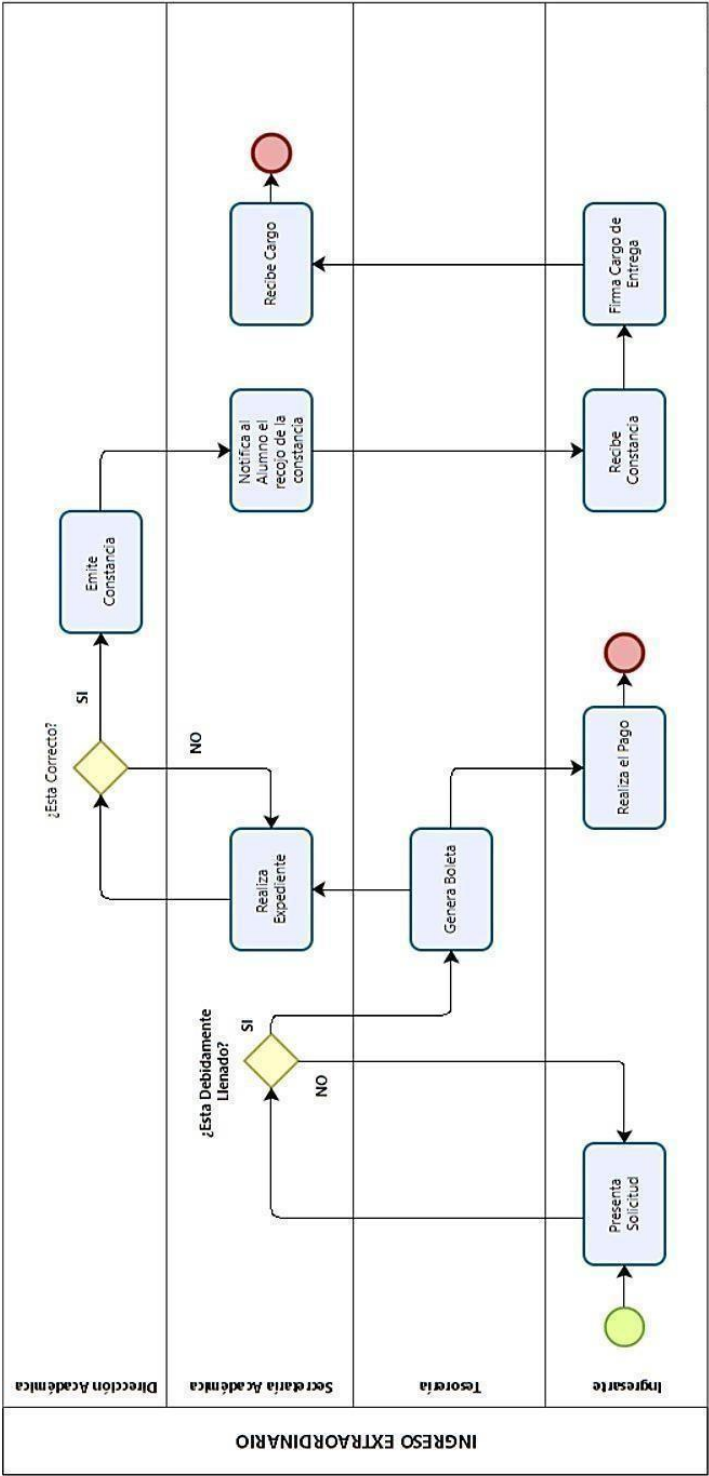 INGRESO EXTRAORDINARIO
Dirección Académica
¿Esta Correcto?
SI
NO
Emite
Constancia
Secretaria Académica
¿Esta Debidamente
Llenado?
SI
NO
Realiza
Expediente
Notifica al
Alumno el
recojo de la
constancia
Recibe Cargo
Tesorería
Genera Boleta
Ingresante
Presenta
Solicitud
Realiza el Pago
Recibe
Constancia
Firma Cargo de
Entrega